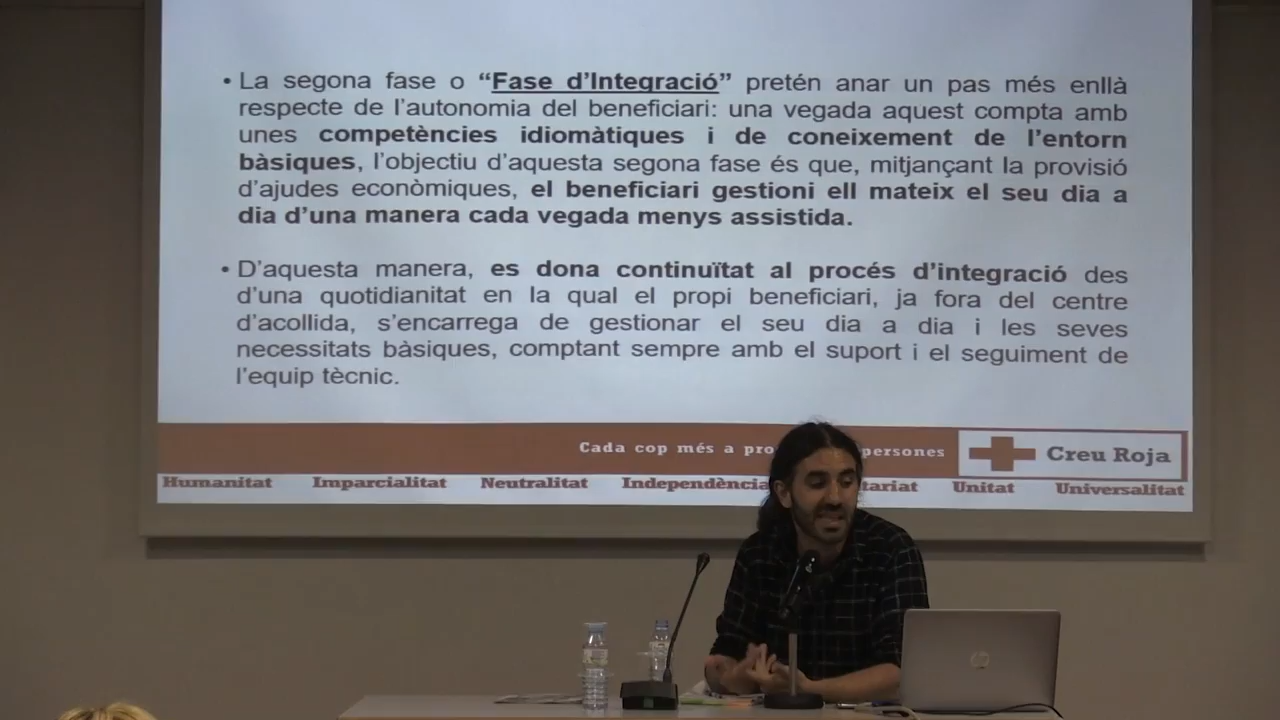 • La segona fase o “Fase d’Integració” pretén anar un pas més enllà
respecte de l’autonomia del beneficiari: una vegada aquest compta amb
unes competències idiomàtiques i de coneixement de l’entorn
bàsiques, l’objectiu d’aquesta segona fase és que, mitjançant la provisió
d’ajudes econòmiques, el beneficiari gestioni ell mateix el seu dia a
dia d’una manera cada vegada menys assistida.
• D’aquesta manera, es dona continuïtat al procés d’integració des
d’una quotidianitat en la qual el propi beneficiari, ja fora del centre
d’acollida, s’encarrega de gestionar el seu dia a dia i les seves
necessitats bàsiques, comptant sempre amb el suport i el seguiment de
l’equip tècnic.
Cada cop més a pro persones
Creu Roja
Humanitat Imparcialitat Neutralitat Independència tariat Unitat Universalitat
hp